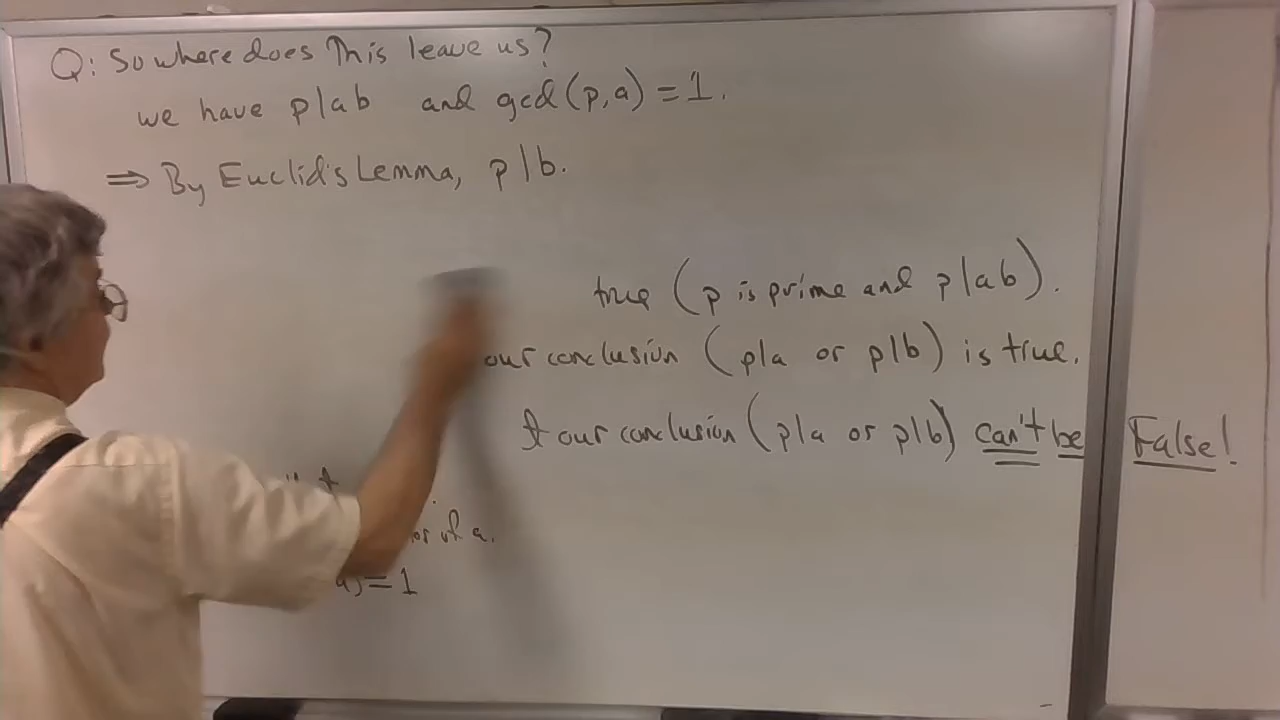 Q: So where does This leave us?
we have p|ab and gcd(p,a) = 1.
⇒ By Euclid's Lemma, p|b.
true (p is prime and p|ab).
our conclusion (p|a or p|b) is true.
our conclusion (p|a or p|b) can't be False!
of a.
= 1